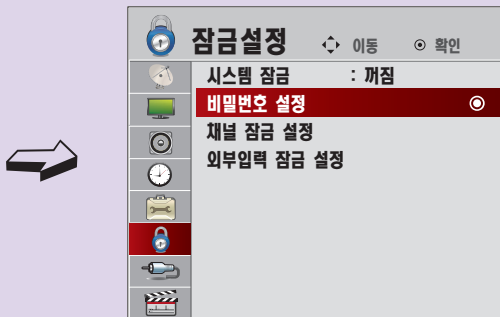 잠금설정 이동 확인
시스템 잠금 : 꺼짐
비밀번호 설정
채널 잠금 설정
외부입력 잠금 설정